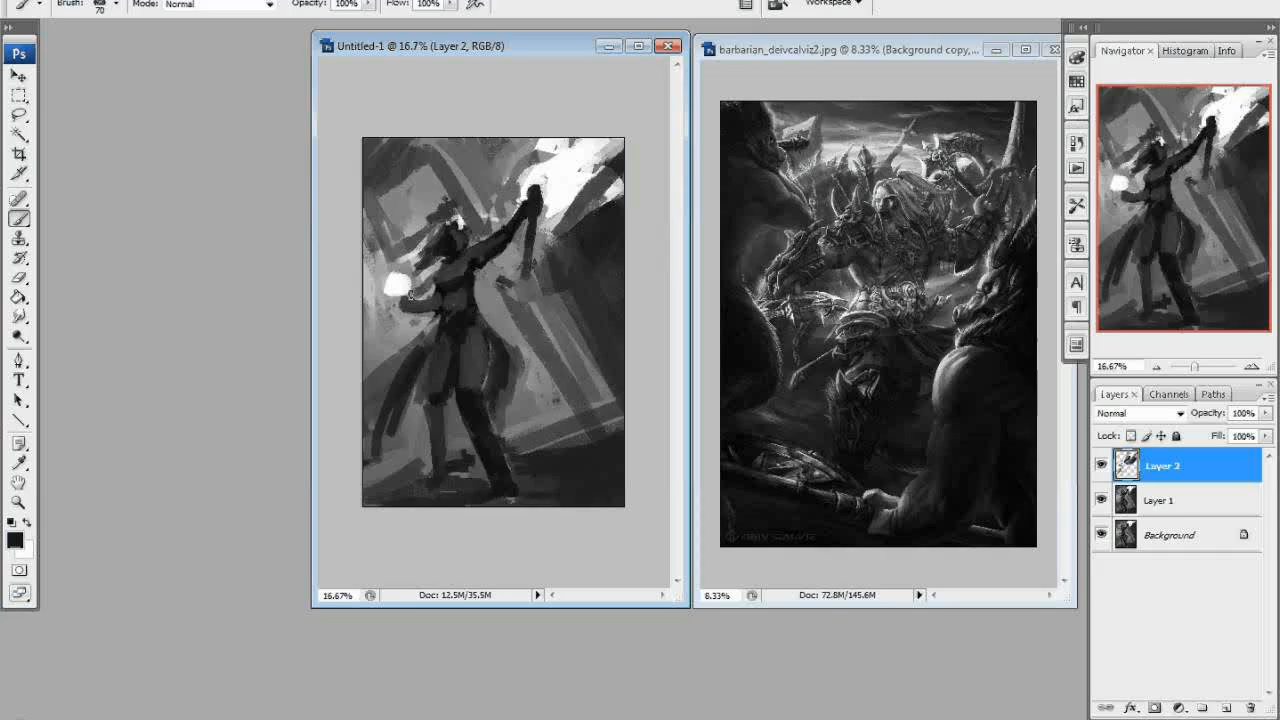 Brush: 70 Mode: Normal Opacity: 100% Flow: 100% Workspace
Ps
Untitled-1 @ 16.7% (Layer 2, RGB/8)
16.67% Doc: 12.5M/35.5M
barbarian_deivcalviz2.jpg @ 8.33% (Background copy,...
8.33% Doc: 72.8M/145.6M
Navigator Histogram Info
16.67%
Layers Channels Paths
Normal Opacity: 100%
Lock: Fill: 100%
Layer 2
Layer 1
Background